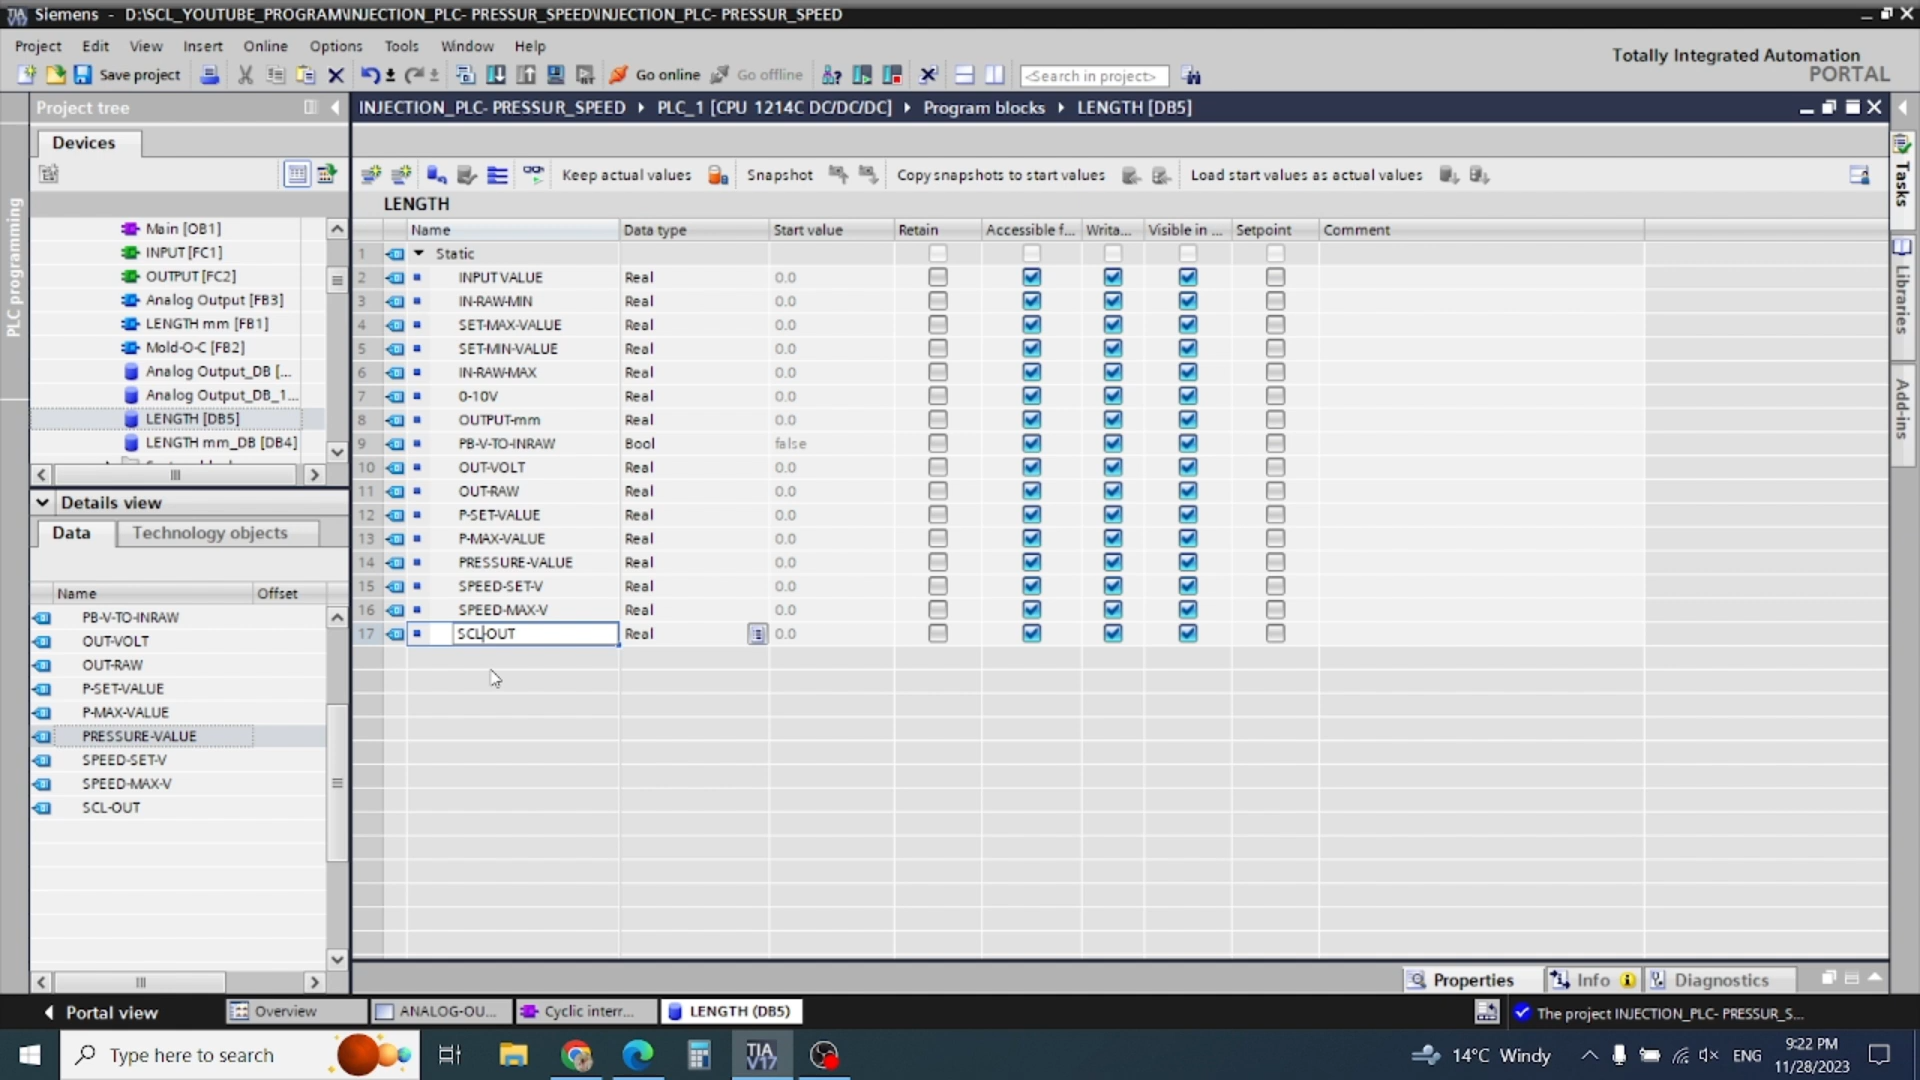 Siemens - D:\SCL_YOUTUBE_PROGRAM\INJECTION_PLC- PRESSUR_SPEED\INJECTION_PLC- PRESSUR_SPEED
Project Edit View Insert Online Options Tools Window Help
Totally Integrated Automation
PORTAL
Save project Go online Go offline <Search in project>
Project tree
INJECTION_PLC- PRESSUR_SPEED PLC_1 [CPU 1214C DC/DC/DC] Program blocks LENGTH [DB5]
Devices
Keep actual values Snapshot Copy snapshots to start values Load start values as actual values
PLC programming
Main [OB1]
INPUT [FC1]
OUTPUT [FC2]
Analog Output [FB3]
LENGTH mm [FB1]
Mold-O-C [FB2]
Analog Output_DB [...
Analog Output_DB_1...
LENGTH [DB5]
LENGTH mm_DB [DB4]
Details view
Data Technology objects
Name Offset
PB-V-TO-INRAW
OUT-VOLT
OUT-RAW
P-SET-VALUE
P-MAX-VALUE
PRESSURE-VALUE
SPEED-SET-V
SPEED-MAX-V
SCL-OUT
LENGTH
Name Data type Start value Retain Accessible f... Writa... Visible in ... Setpoint Comment
1 Static
2 INPUT VALUE Real 0.0
3 IN-RAW-MIN Real 0.0
4 SET-MAX-VALUE Real 0.0
5 SET-MIN-VALUE Real 0.0
6 IN-RAW-MAX Real 0.0
7 0-10V Real 0.0
8 OUTPUT-mm Real 0.0
9 PB-V-TO-INRAW Bool false
10 OUT-VOLT Real 0.0
11 OUT-RAW Real 0.0
12 P-SET-VALUE Real 0.0
13 P-MAX-VALUE Real 0.0
14 PRESSURE-VALUE Real 0.0
15 SPEED-SET-V Real 0.0
16 SPEED-MAX-V Real 0.0
17 SCL-OUT Real 0.0
Tasks
Libraries
Add-ins
Properties Info Diagnostics
Portal view Overview ANALOG-OU... Cyclic interr... LENGTH (DB5) The project INJECTION_PLC- PRESSUR_S...
Type here to search TIA V17 14°C Windy ENG 9:22 PM
11/28/2023